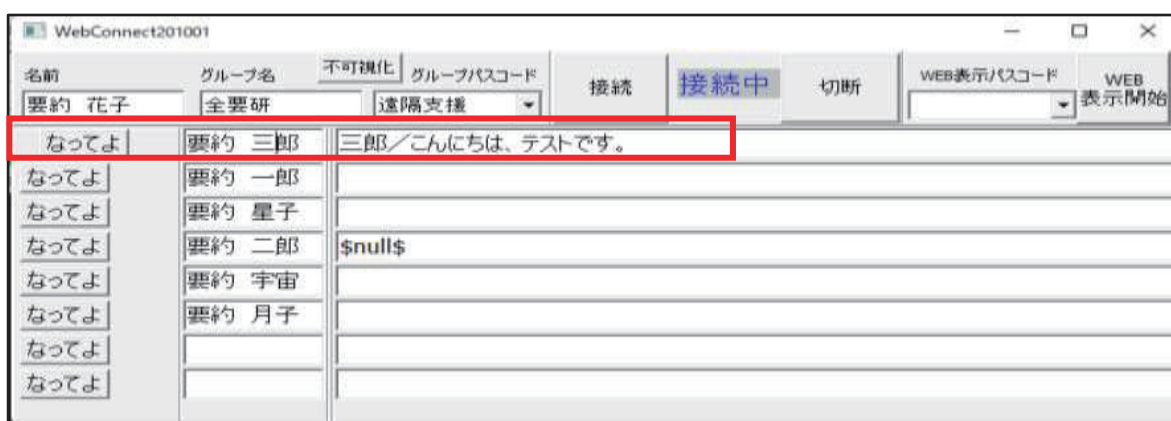 WebConnect201001
名前 グループ名 不可視化 グループパスコード 接続 接続中 切断 WEB表示パスコード WEB表示開始
要約 花子 全要研 遠隔支援
なってよ 要約 三郎 三郎／こんにちは、テストです。
なってよ 要約 一郎
なってよ 要約 星子
なってよ 要約 二郎 $null$
なってよ 要約 宇宙
なってよ 要約 月子
なってよ
なってよ